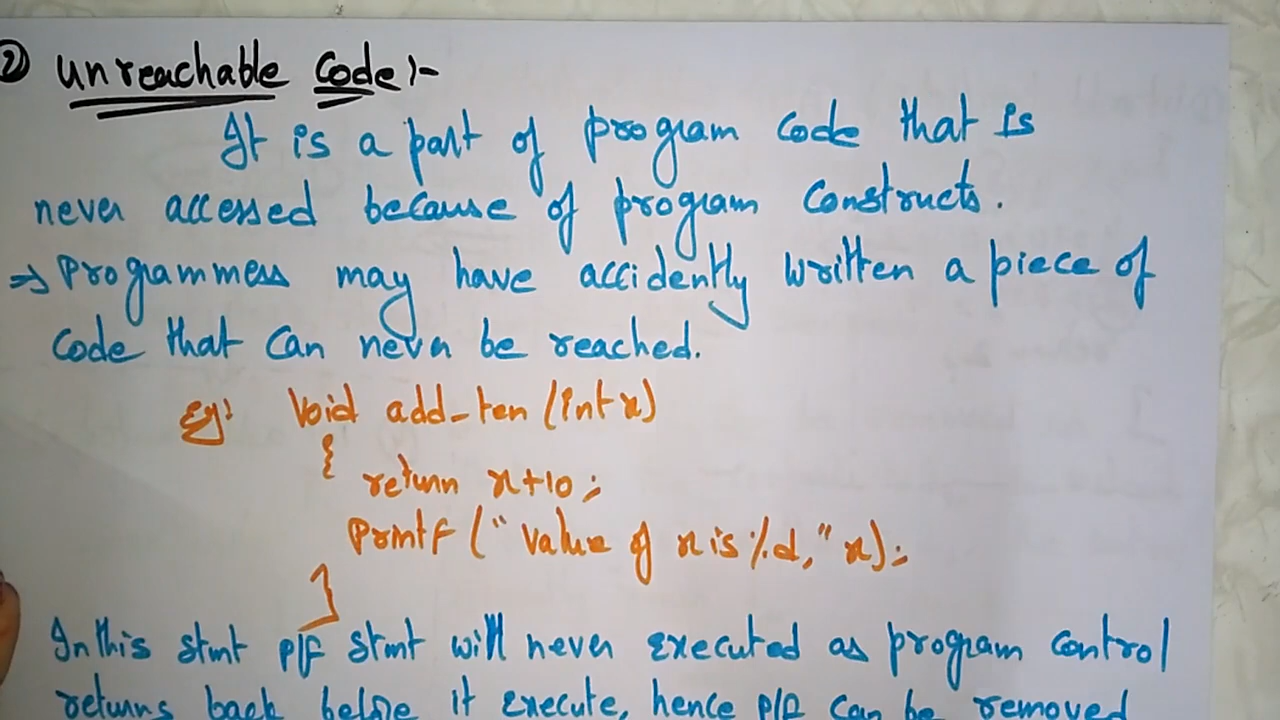 2) unreachable Code:-
It is a part of program code that is
never accessed because of program constructs.
⇒ Programmess may have accidently written a piece of
code that can never be reached.
Eg: Void add_ten (int x)
{
return x+10;
printf ("Value of x is %d," x);
}
In this stmt p/f stmt will never executed as program control
returns back before it execute, hence p/f can be removed